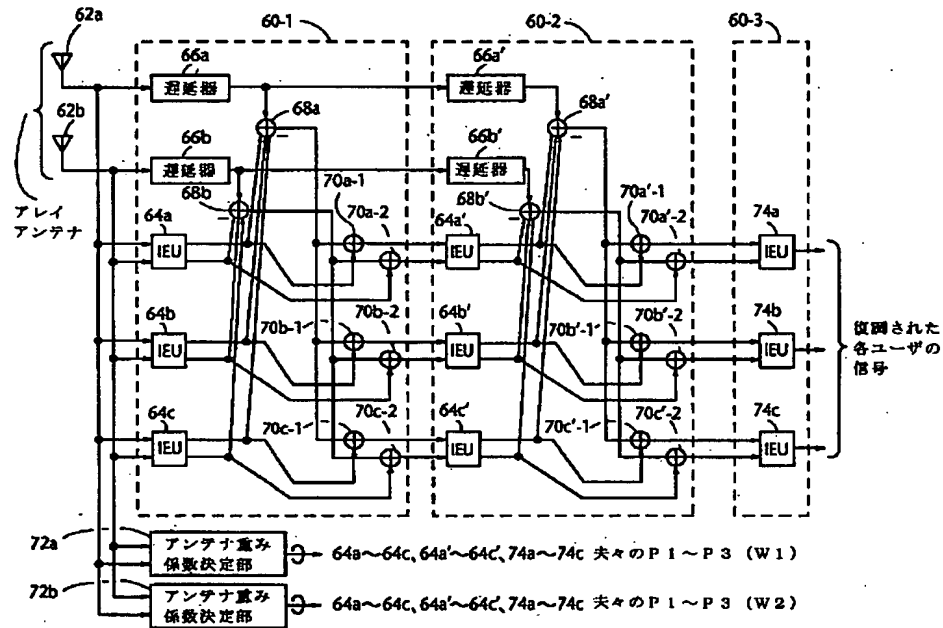 62a
60-1
60-2
60-3
66a
遅延器
66a'
遅延器
62b
68a
68a'
66b
遅延器
66b'
遅延器
アレイ
アンテナ
68b
70a-1
70a-2
68b'
70a'-1
70a'-2
64a
IEU
64a'
IEU
74a
IEU
64b
IEU
70b-1
70b-2
64b'
IEU
70b'-1
70b'-2
74b
IEU
復調された
各ユーザの
信号
64c
IEU
70c-1
70c-2
64c'
IEU
70c'-1
70c'-2
74c
IEU
72a
アンテナ重み
係数決定部
64a～64c、64a'～64c'、74a～74c 夫々のP1～P3 (W1)
72b
アンテナ重み
係数決定部
64a～64c、64a'～64c'、74a～74c 夫々のP1～P3 (W2)